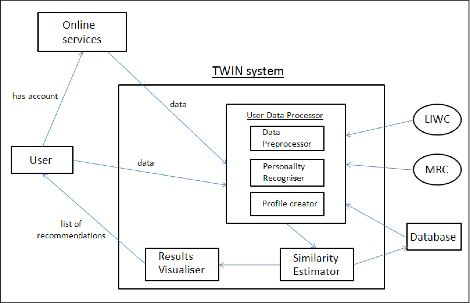 Online
services
TWIN system
has account
data
User Data Processor
Data
Preprocessor
LIWC
User
data
Personality
Recogniser
MRC
Profile creator
list of
recommendations
Database
Results
Visualiser
Similarity
Estimator